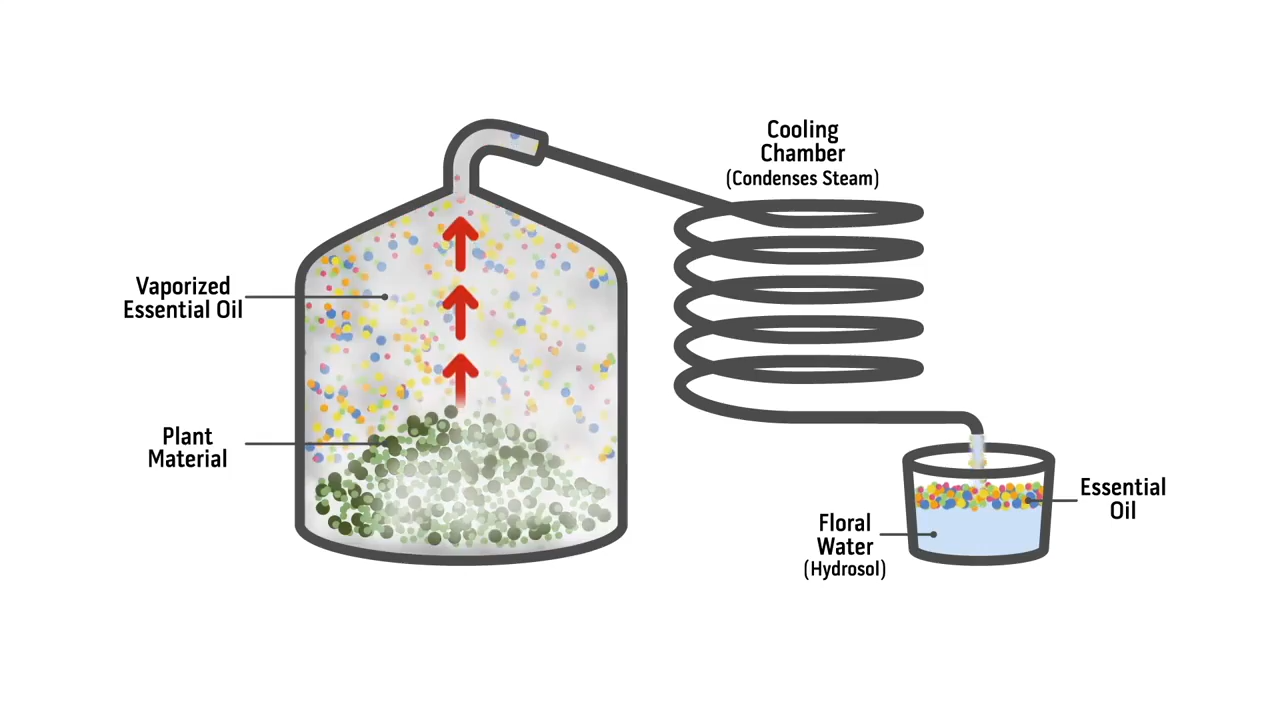 Cooling
Chamber
(Condenses Steam)
Vaporized
Essential Oil
Plant
Material
Essential
Oil
Floral
Water
(Hydrosol)